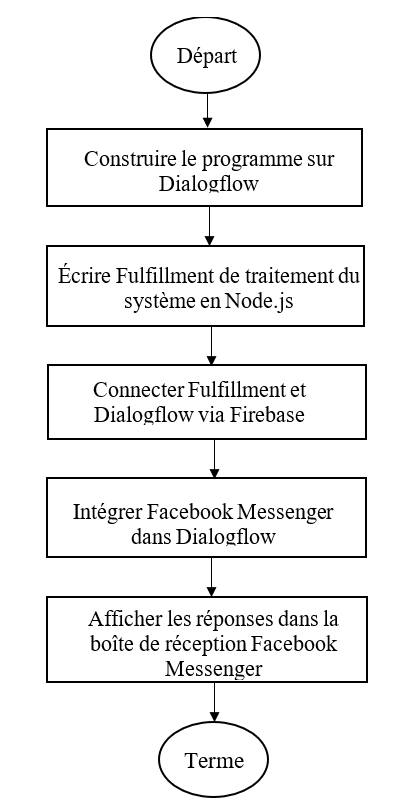 Départ
Construire le programme sur
Dialogflow
Écrire Fulfillment de traitement du
système en Node.js
Connecter Fulfillment et
Dialogflow via Firebase
Intégrer Facebook Messenger
dans Dialogflow
Afficher les réponses dans la
boîte de réception Facebook
Messenger
Terme